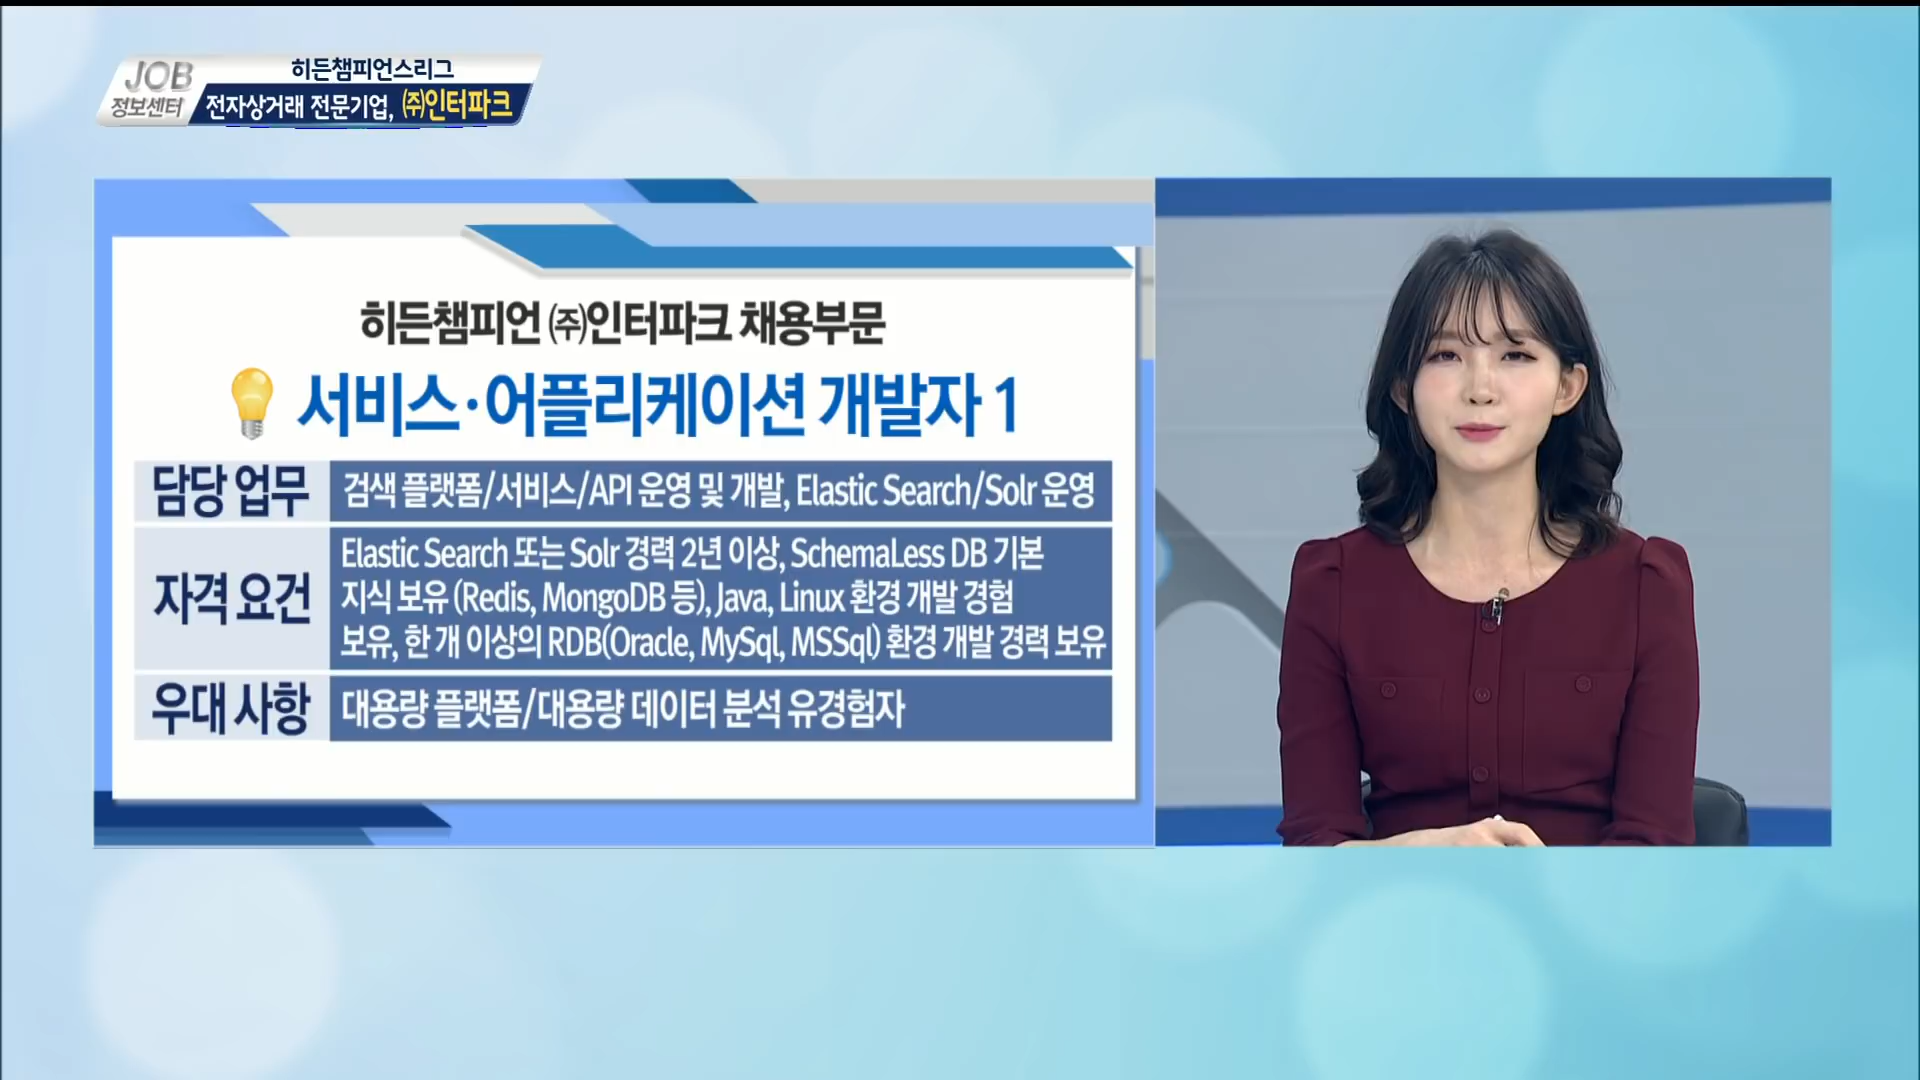 JOB
정보센터
히든챔피언스리그
전자상거래 전문기업, ㈜인터파크
히든챔피언 ㈜인터파크 채용부문
서비스·어플리케이션 개발자 1
담당 업무
검색 플랫폼/서비스/API 운영 및 개발, Elastic Search/Solr 운영
자격 요건
Elastic Search 또는 Solr 경력 2년 이상, SchemaLess DB 기본
지식 보유 (Redis, MongoDB 등), Java, Linux 환경 개발 경험
보유, 한 개 이상의 RDB(Oracle, MySql, MSSql) 환경 개발 경력 보유
우대 사항
대용량 플랫폼/대용량 데이터 분석 유경험자